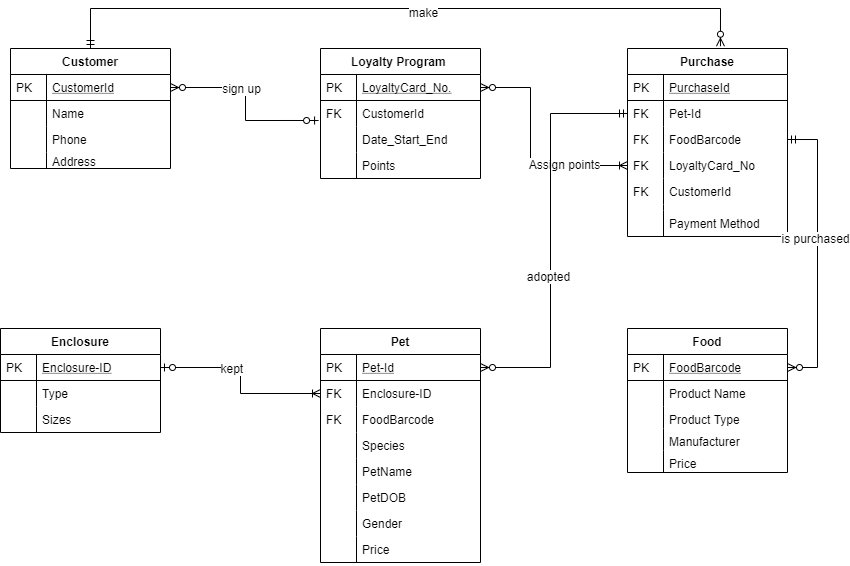 make
Customer
PK CustomerId
Name
Phone
Address
sign up
Loyalty Program
PK LoyaltyCard_No.
FK CustomerId
Date_Start_End
Points
Assign points
Purchase
PK PurchaseId
FK Pet-Id
FK FoodBarcode
FK LoyaltyCard_No
FK CustomerId
Payment Method
is purchased
adopted
Enclosure
PK Enclosure-ID
Type
Sizes
kept
Pet
PK Pet-Id
FK Enclosure-ID
FK FoodBarcode
Species
PetName
PetDOB
Gender
Price
Food
PK FoodBarcode
Product Name
Product Type
Manufacturer
Price